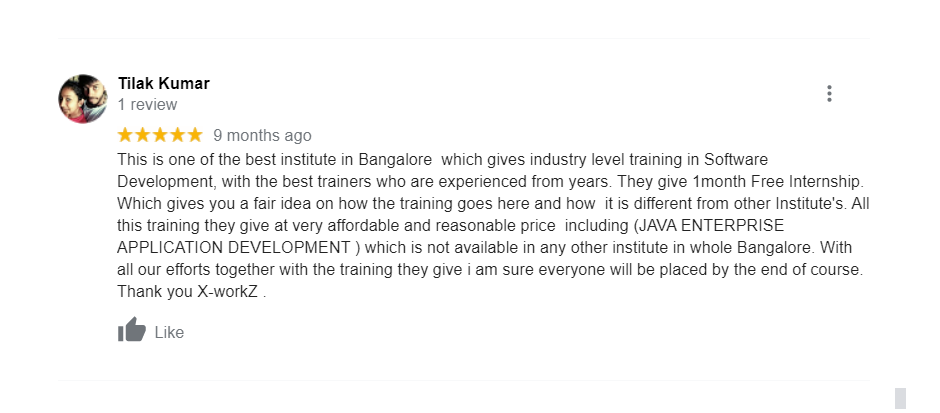 Tilak Kumar
1 review
9 months ago
This is one of the best institute in Bangalore  which gives industry level training in Software
Development, with the best trainers who are experienced from years. They give 1month Free Internship.
Which gives you a fair idea on how the training goes here and how  it is different from other Institute's. All
this training they give at very affordable and reasonable price  including (JAVA ENTERPRISE
APPLICATION DEVELOPMENT ) which is not available in any other institute in whole Bangalore. With
all our efforts together with the training they give i am sure everyone will be placed by the end of course.
Thank you X-workZ .
Like